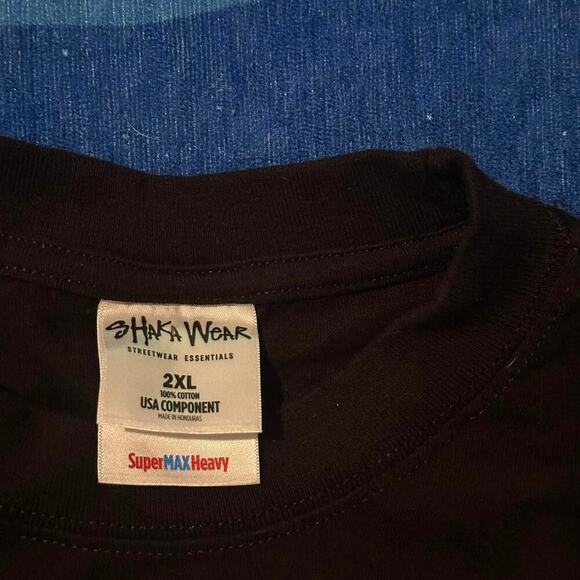 SHAKA WEAR
STREETWEAR ESSENTIALS
2XL
100% COTTON
USA COMPONENT
MADE IN HONDURAS
SuperMAXHeavy